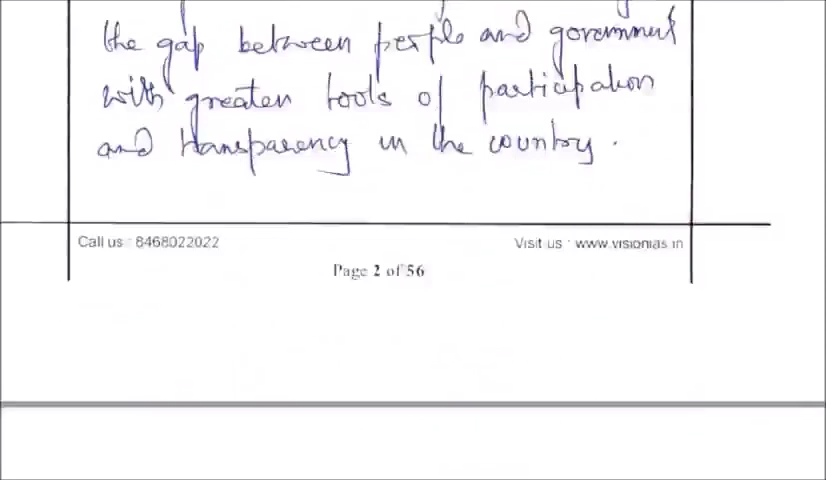 the gap between people and government
with greater tools of participation
and transparency in the country.
Call us : 8468022022 Visit us : www.visionias.in
Page 2 of 56